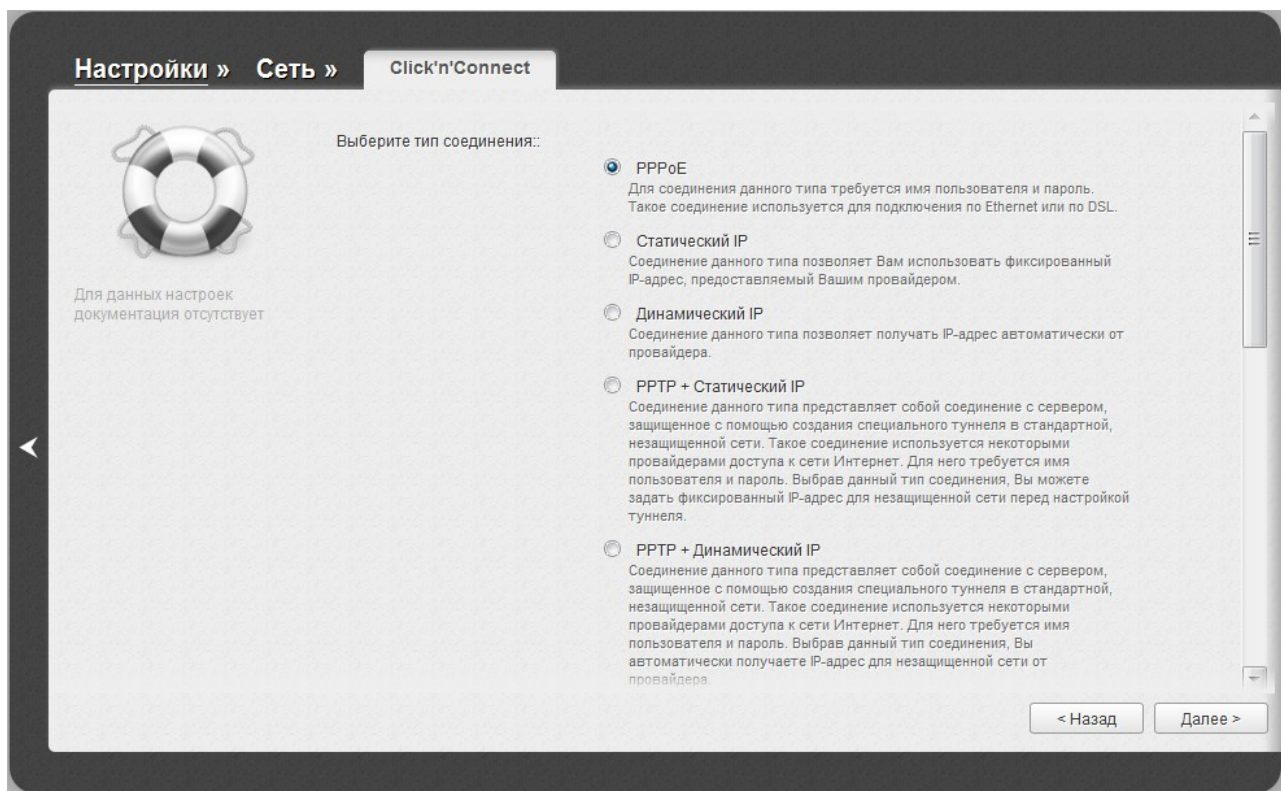 Настройки » Сеть » Click'n'Connect
Выберите тип соединения::
PPPoE
Для соединения данного типа требуется имя пользователя и пароль.
Такое соединение используется для подключения по Ethernet или по DSL.
Статический IP
Соединение данного типа позволяет Вам использовать фиксированный
IP-адрес, предоставляемый Вашим провайдером.
Для данных настроек
документация отсутствует
Динамический IP
Соединение данного типа позволяет получать IP-адрес автоматически от
провайдера.
PPTP + Статический IP
Соединение данного типа представляет собой соединение с сервером,
защищенное с помощью создания специального туннеля в стандартной,
незащищенной сети. Такое соединение используется некоторыми
провайдерами доступа к сети Интернет. Для него требуется имя
пользователя и пароль. Выбрав данный тип соединения, Вы можете
задать фиксированный IP-адрес для незащищенной сети перед настройкой
туннеля.
PPTP + Динамический IP
Соединение данного типа представляет собой соединение с сервером,
защищенное с помощью создания специального туннеля в стандартной,
незащищенной сети. Такое соединение используется некоторыми
провайдерами доступа к сети Интернет. Для него требуется имя
пользователя и пароль. Выбрав данный тип соединения, Вы
автоматически получаете IP-адрес для незащищенной сети от
провайдера.
< Назад
Далее >